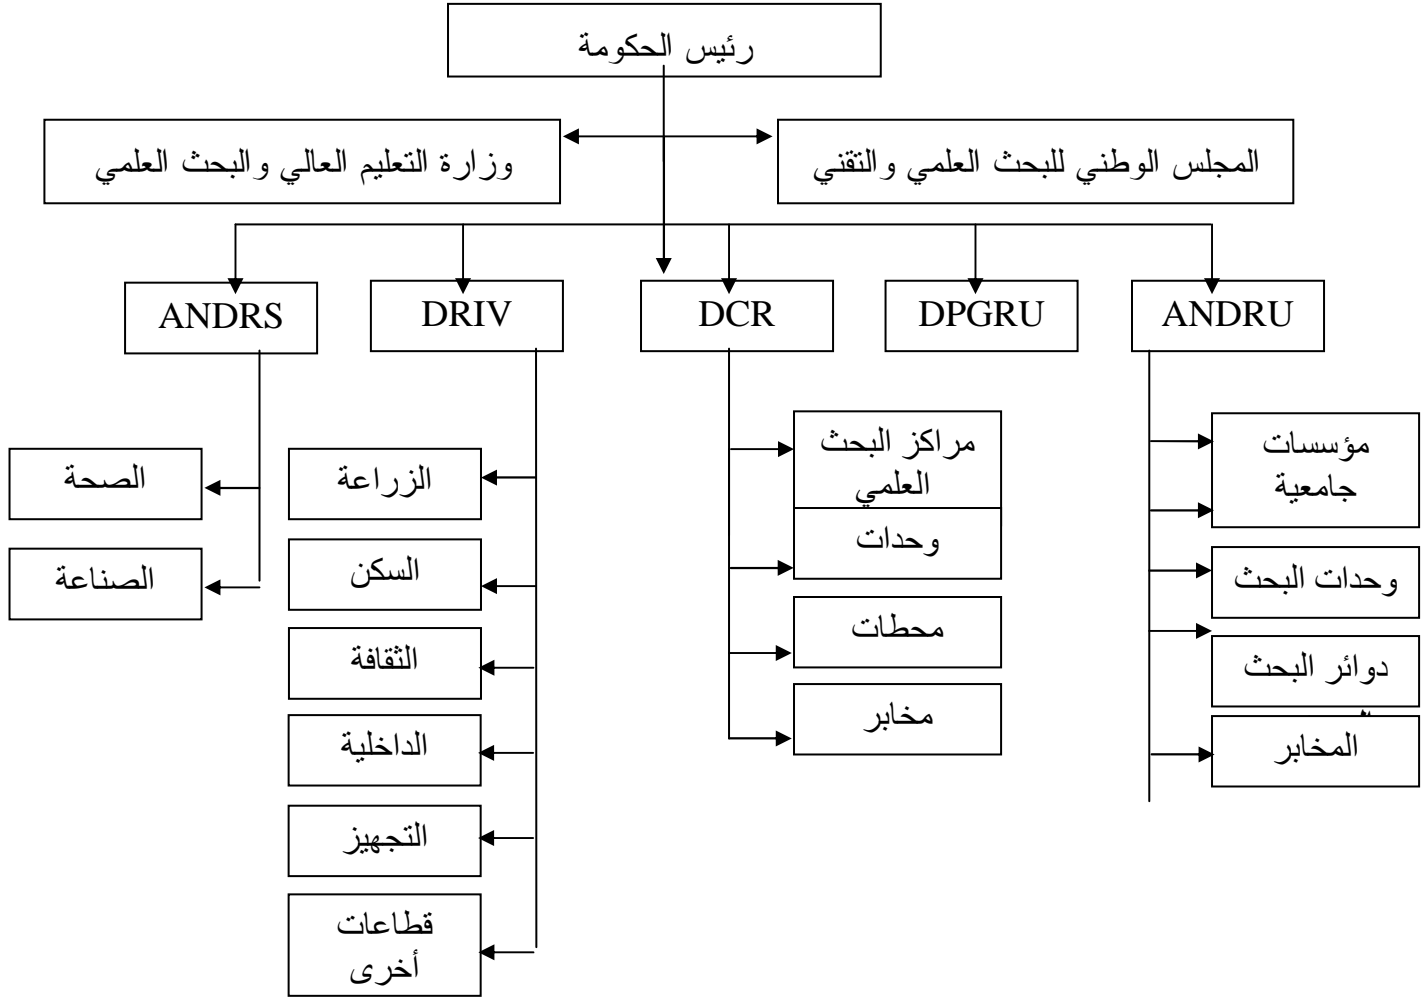 رئيس الحكومة
المجلس الوطني للبحث العلمي والتقني
وزارة التعليم العالي والبحث العلمي
ANDRS
DRIV
DCR
DPGRU
ANDRU
مؤسسات
جامعية
وحدات البحث
دوائر البحث
المخابر
مراكز البحث
العلمي
وحدات
محطات
مخابر
الزراعة
السكن
الثقافة
الداخلية
التجهيز
قطاعات
أخرى
الصحة
الصناعة